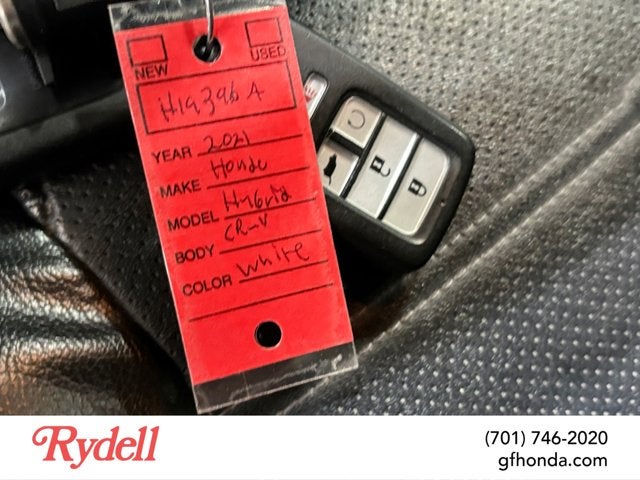 NEW USED
H19396A
YEAR 2021
MAKE Honda
MODEL Hybrid
BODY CR-V
COLOR White
Rydell
(701) 746-2020
gfhonda.com